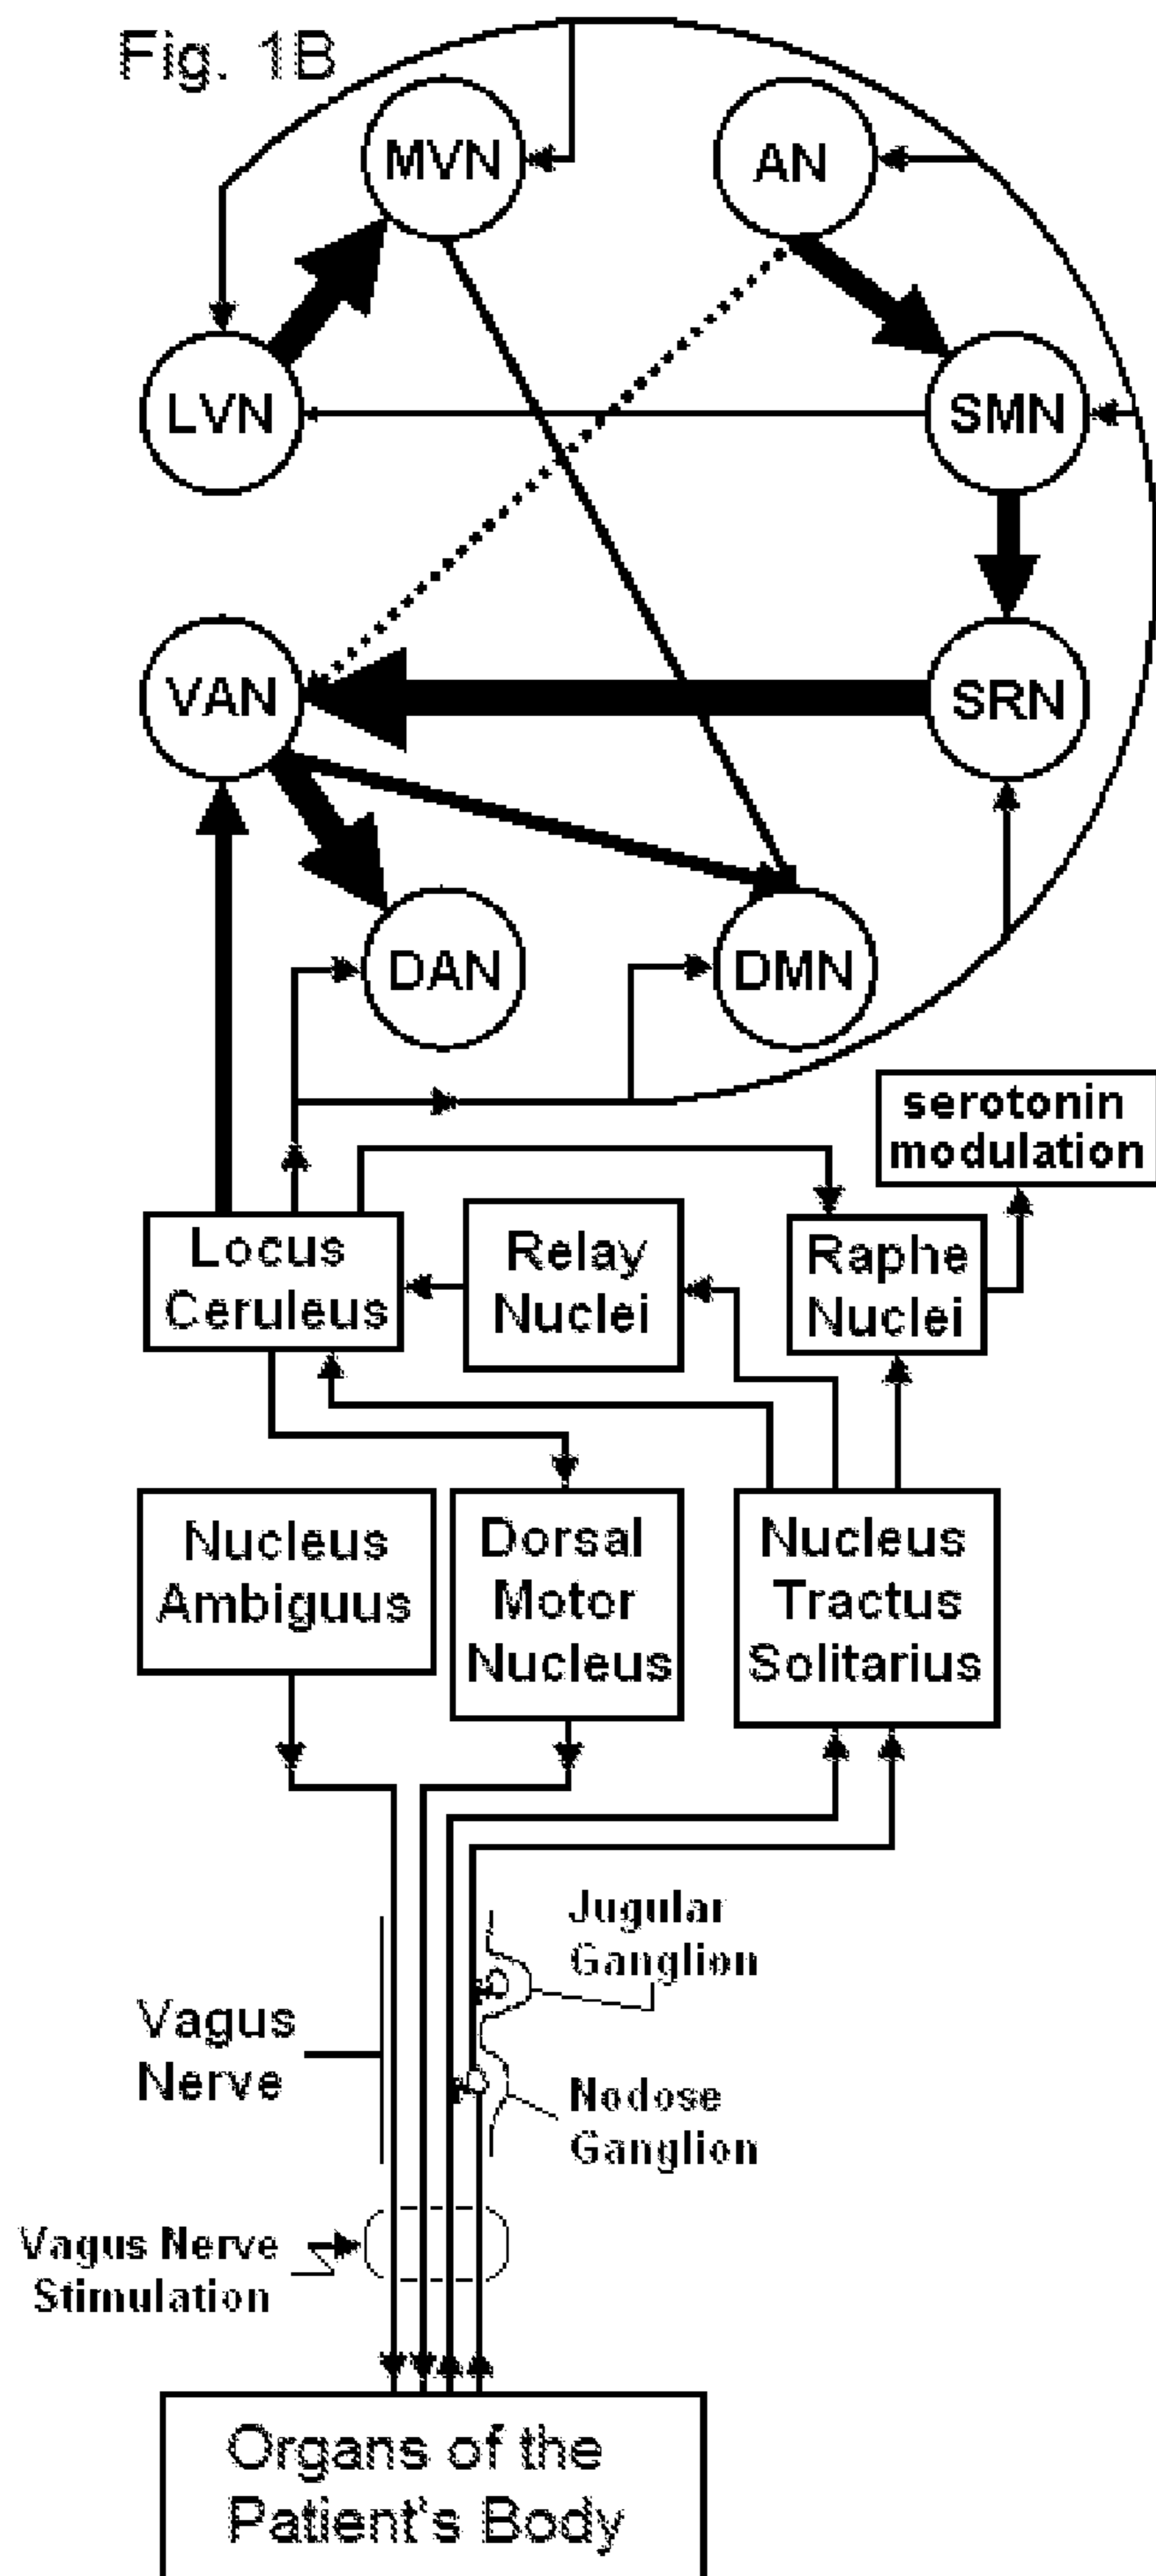 Fig. 1B
MVN
AN
LVN
SMN
VAN
SRN
DAN
DMN
serotonin
modulation
Locus
Ceruleus
Relay
Nuclei
Raphe
Nuclei
Nucleus
Ambiguus
Dorsal
Motor
Nucleus
Nucleus
Tractus
Solitarius
Jugular
Ganglion
Vagus
Nerve
Nodose
Ganglion
Vagus Nerve
Stimulation
Organs of the
Patient's Body